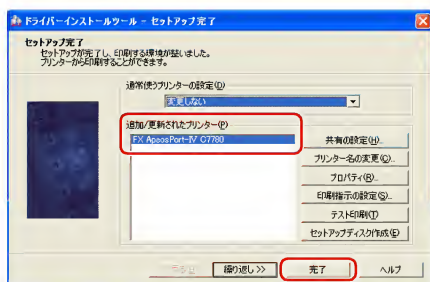 ドライバーインストールツール - セットアップ完了
セットアップ完了
セットアップが完了し、印刷する環境が整いました。
プリンターから印刷することができます。
通常使うプリンターの設定(D)
変更しない
追加/更新されたプリンター(P)
FX ApeosPort-IV C7780
共有の設定(H)...
プリンター名の変更(C)...
プロパティ(R)...
印刷指示の設定(S)...
テスト印刷(T)
セットアップディスク作成(E)
繰り返し >>
完了
ヘルプ